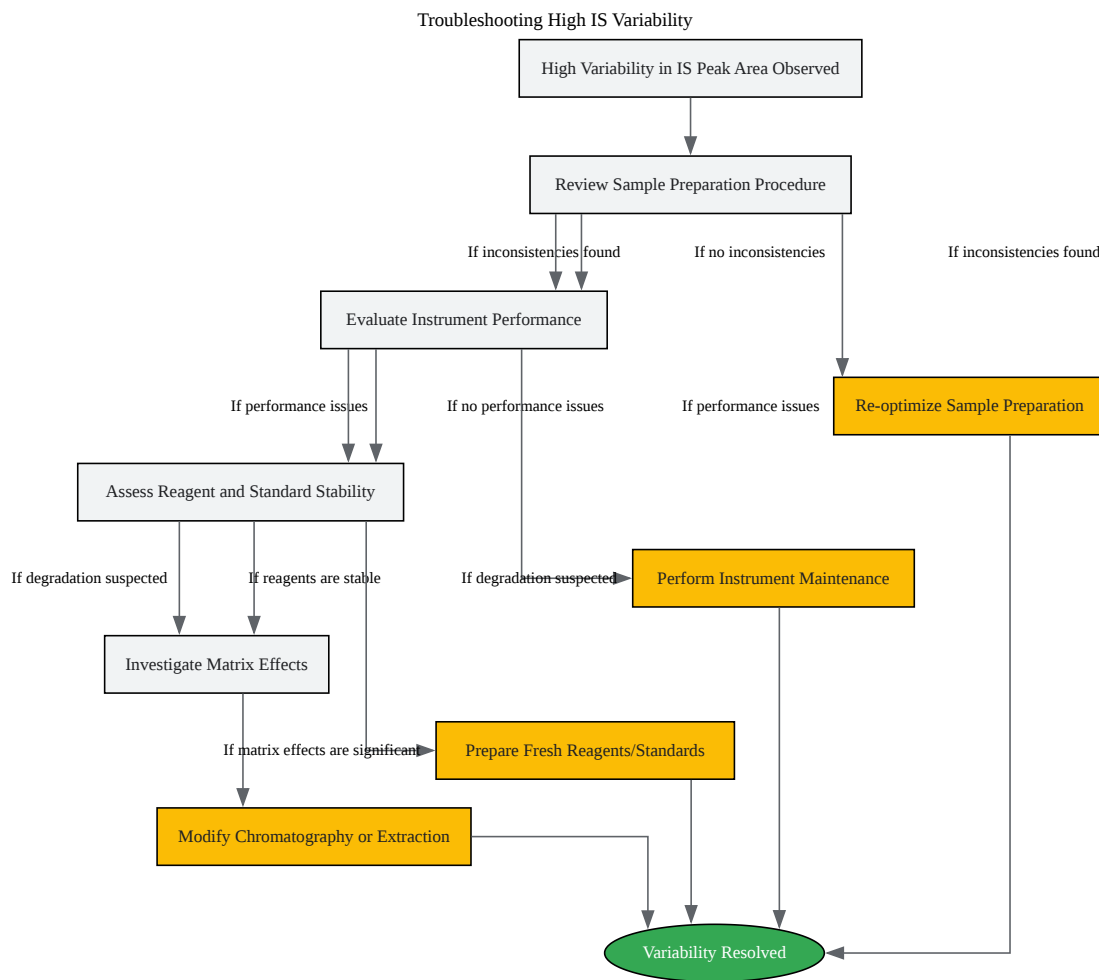 Troubleshooting High IS Variability
High Variability in IS Peak Area Observed
Review Sample Preparation Procedure
If inconsistencies found
If no inconsistencies
If inconsistencies found
Evaluate Instrument Performance
If performance issues
If no performance issues
If performance issues
Re-optimize Sample Preparation
Assess Reagent and Standard Stability
If degradation suspected
If reagents are stable
If degradation suspected
Perform Instrument Maintenance
Investigate Matrix Effects
If matrix effects are significant
Prepare Fresh Reagents/Standards
Modify Chromatography or Extraction
Variability Resolved